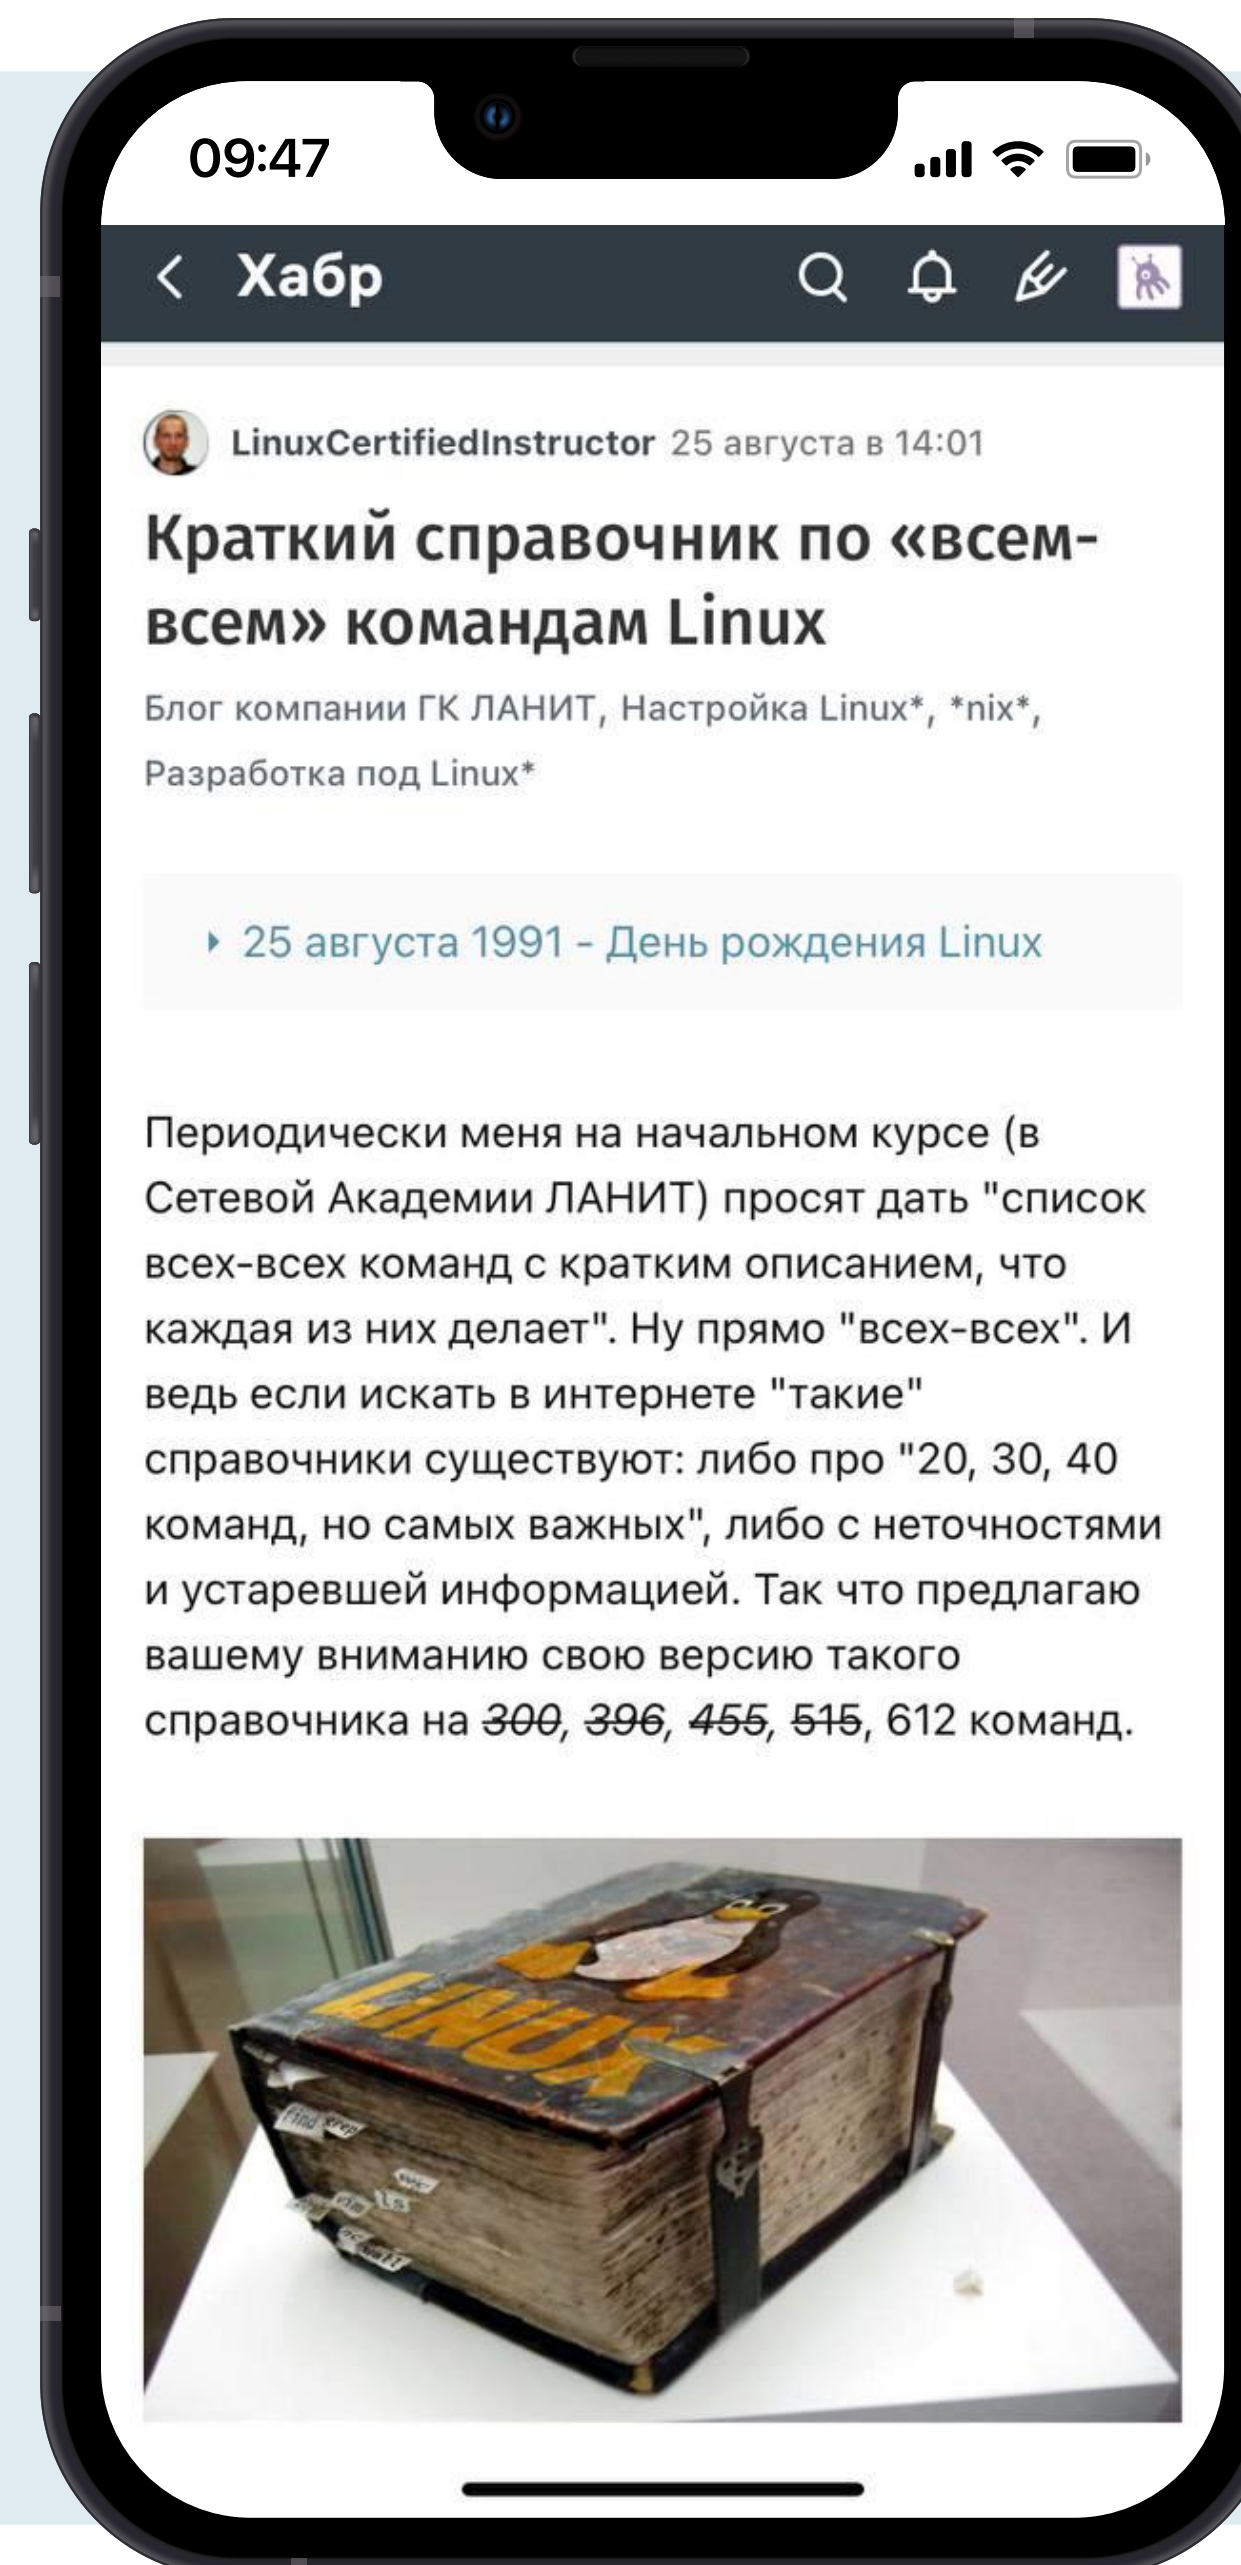 09:47
Хабр
LinuxCertifiedInstructor 25 августа в 14:01
Краткий справочник по «всем-
всем» командам Linux
Блог компании ГК ЛАНИТ, Настройка Linux*, *nix*,
Разработка под Linux*
25 августа 1991 - День рождения Linux
Периодически меня на начальном курсе (в
Сетевой Академии ЛАНИТ) просят дать "список
всех-всех команд с кратким описанием, что
каждая из них делает". Ну прямо "всех-всех". И
ведь если искать в интернете "такие"
справочники существуют: либо про "20, 30, 40
команд, но самых важных", либо с неточностями
и устаревшей информацией. Так что предлагаю
вашему вниманию свою версию такого
справочника на 300, 396, 455, 515, 612 команд.
LINUX
find grep
vim ls